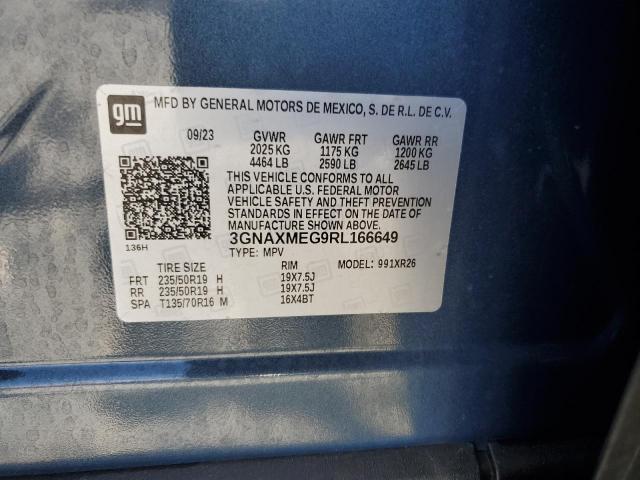 gm MFD BY GENERAL MOTORS DE MEXICO, S. DE R.L. DE C.V.
09/23 GVWR GAWR FRT GAWR RR
2025 KG 1175 KG 1200 KG
4464 LB 2590 LB 2645 LB
THIS VEHICLE CONFORMS TO ALL
APPLICABLE U.S. FEDERAL MOTOR
VEHICLE SAFETY AND THEFT PREVENTION
STANDARDS IN EFFECT ON THE DATE OF
MANUFACTURE SHOWN ABOVE.
3GNAXMEG9RL166649
136H
TYPE: MPV
TIRE SIZE RIM MODEL: 991XR26
FRT 235/50R19 H 19X7.5J
RR 235/50R19 H 19X7.5J
SPA T135/70R16 M 16X4BT